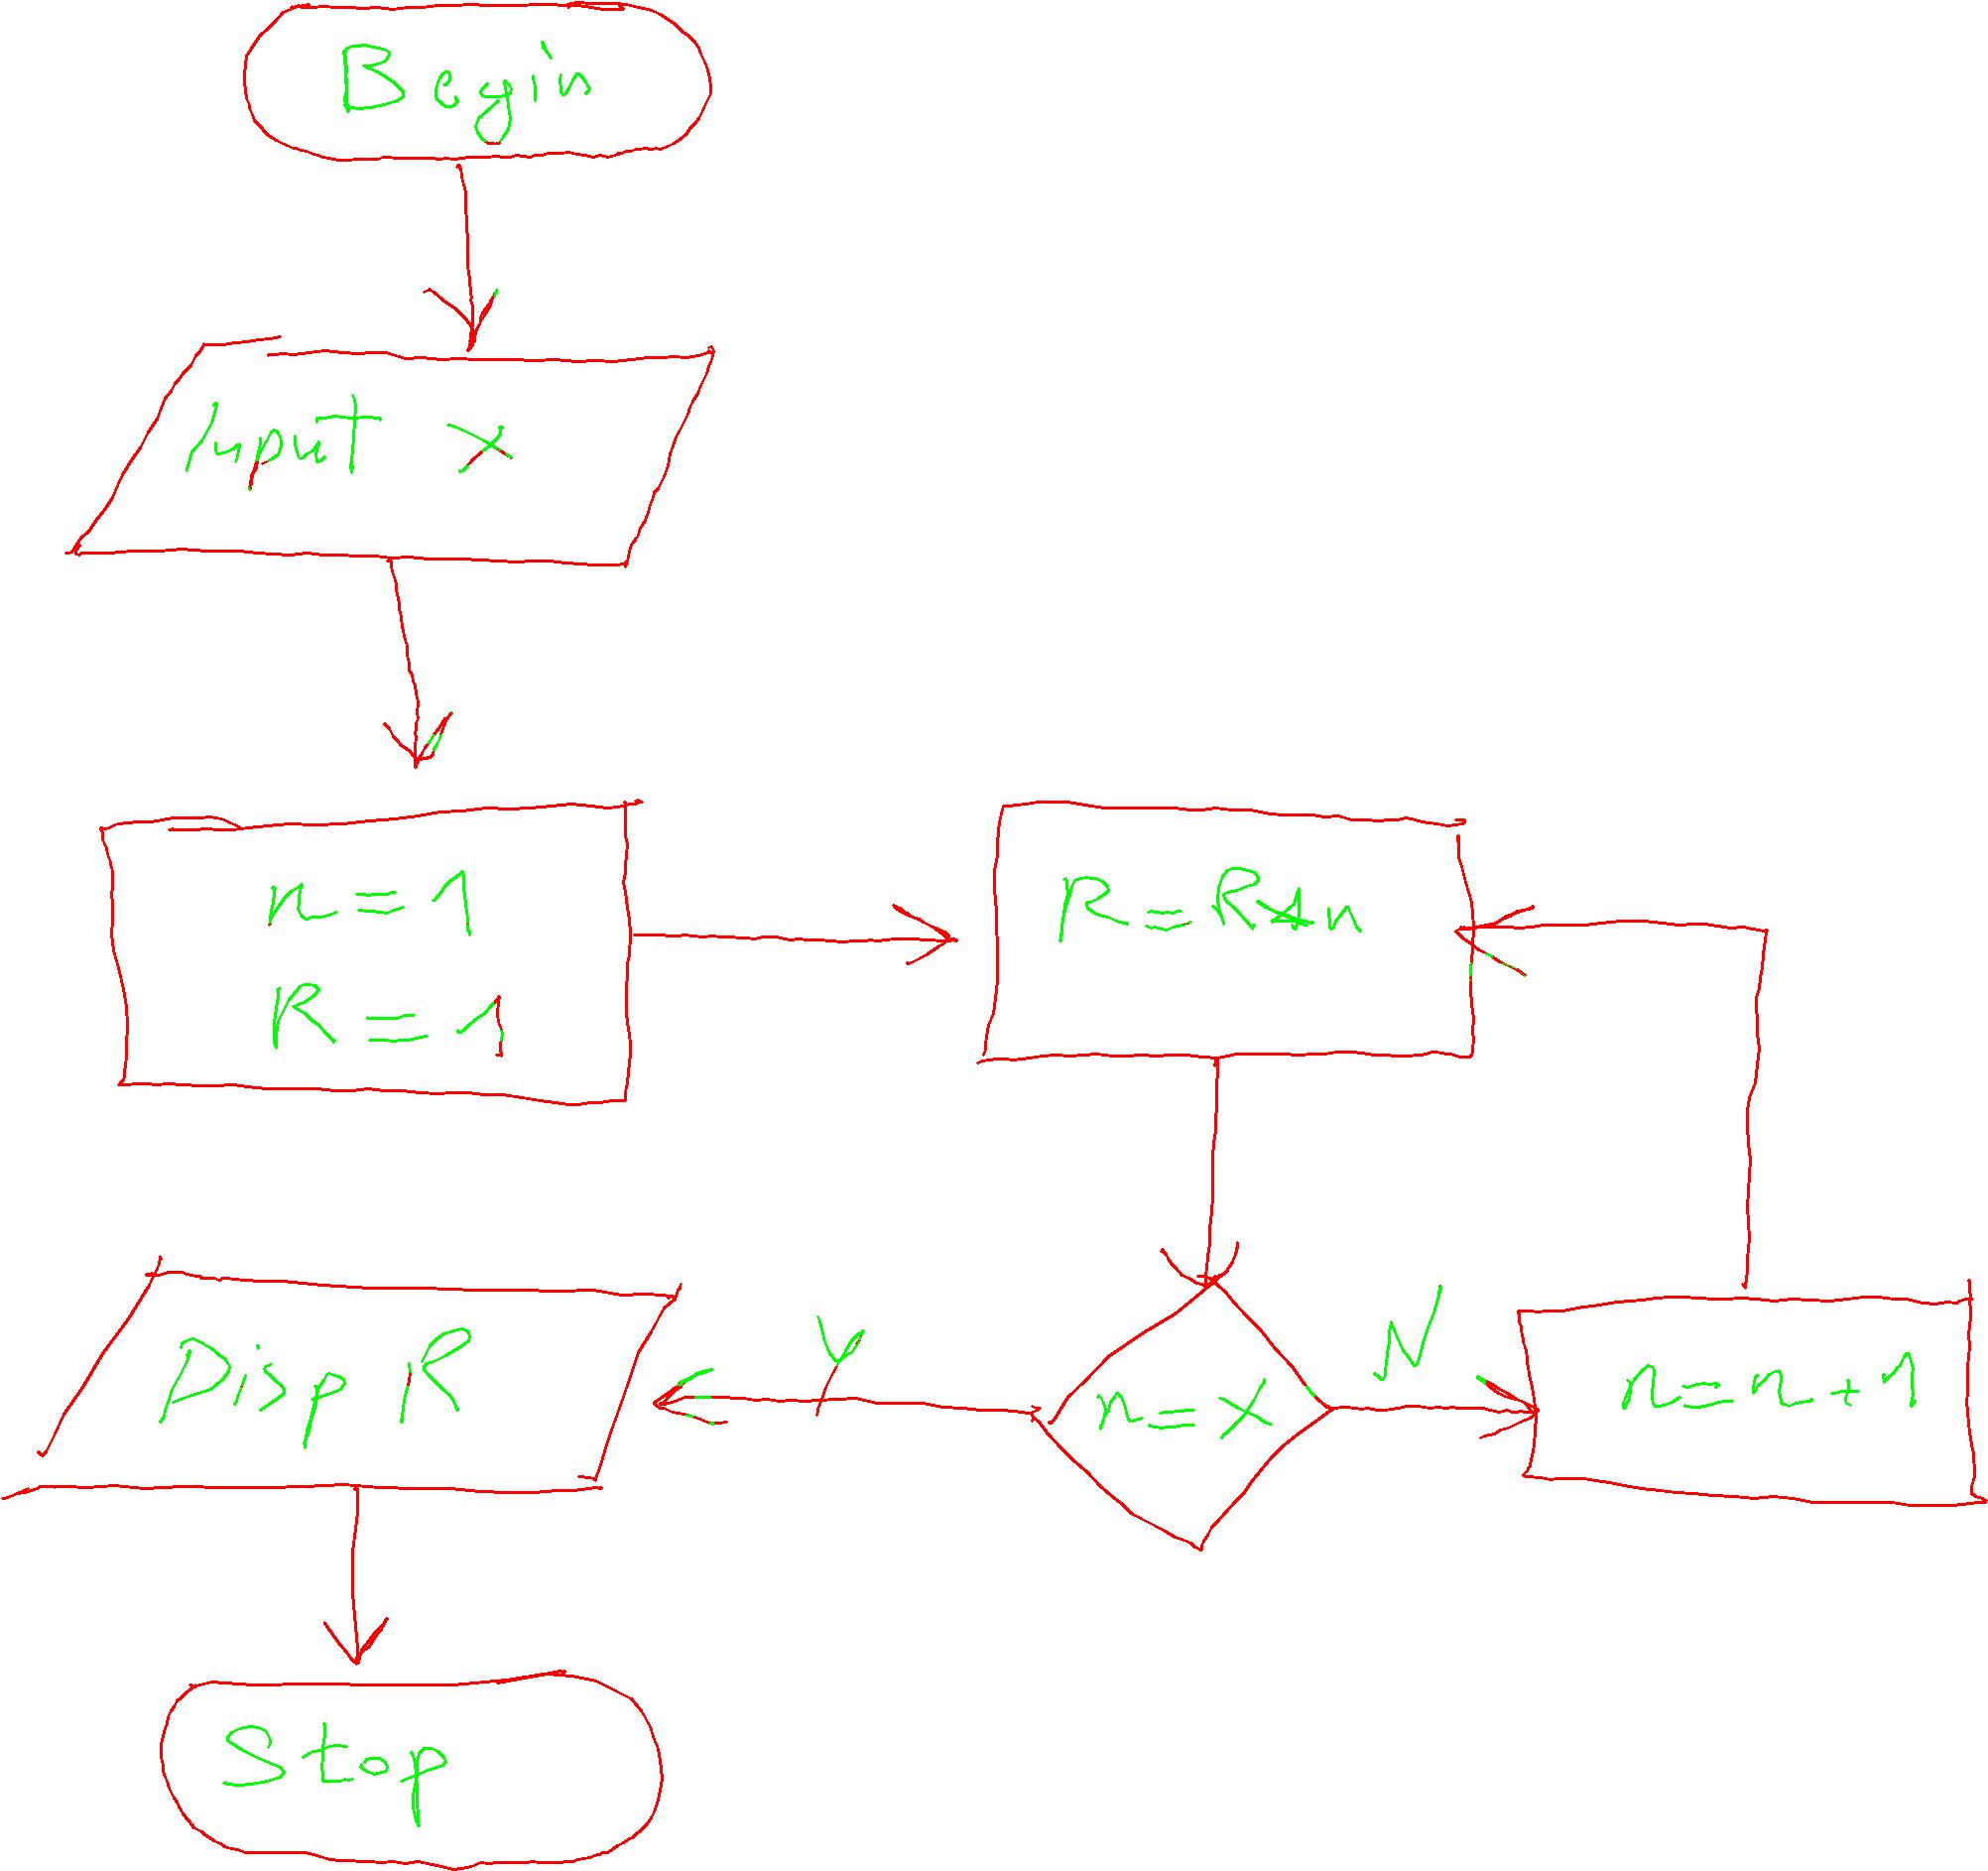 Begin
Input x
n=1
R=1
R=R*n
n=x
Y
N
n=n+1
Disp R
Stop